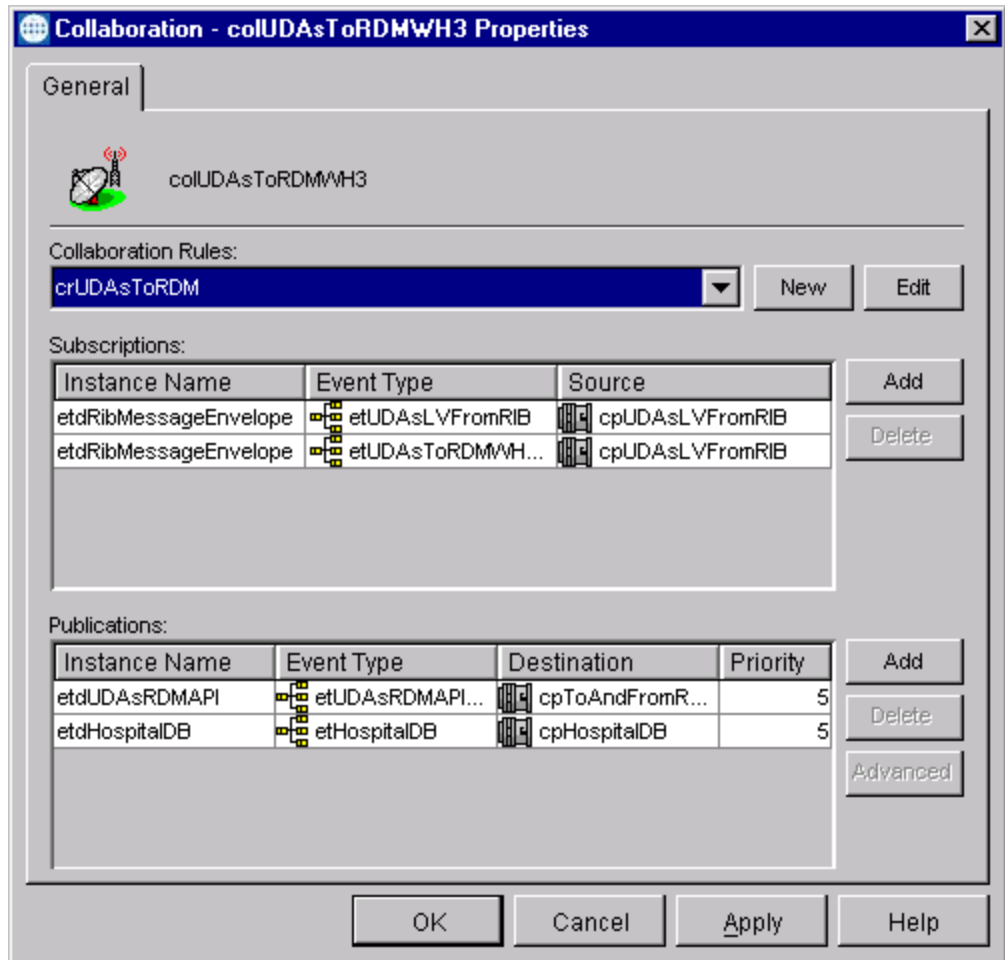 Collaboration - colUDAsToRDMWH3 Properties
General
colUDAsToRDMWH3
Collaboration Rules:
crUDAsToRDM New Edit
Subscriptions:
Instance Name Event Type Source Add
etdRibMessageEnvelope etUDAsLVFromRIB cpUDAsLVFromRIB
Delete
etdRibMessageEnvelope etUDAsToRDMWH... cpUDAsLVFromRIB
Publications:
Instance Name Event Type Destination Priority Add
etdUDAsRDMAPI etUDAsRDMAPI... cpToAndFromR... 5
Delete
etdHospitalDB etHospitalDB cpHospitalDB 5
Advanced
OK Cancel Apply Help